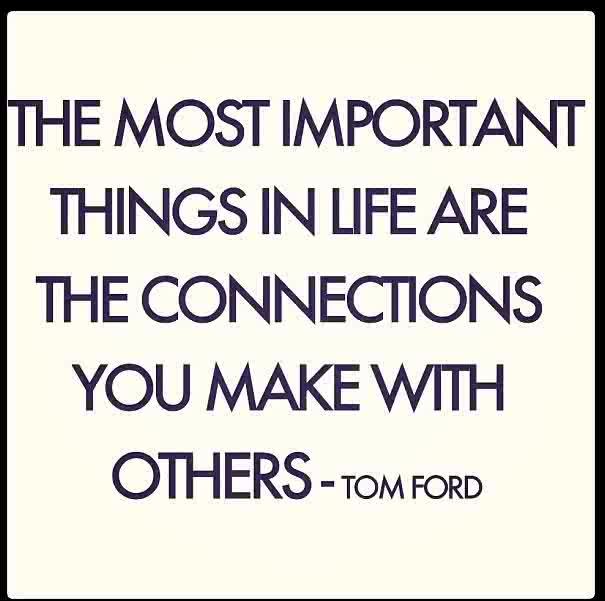 THE MOST IMPORTANT
THINGS IN LIFE ARE
THE CONNECTIONS
YOU MAKE WITH
OTHERS - TOM FORD